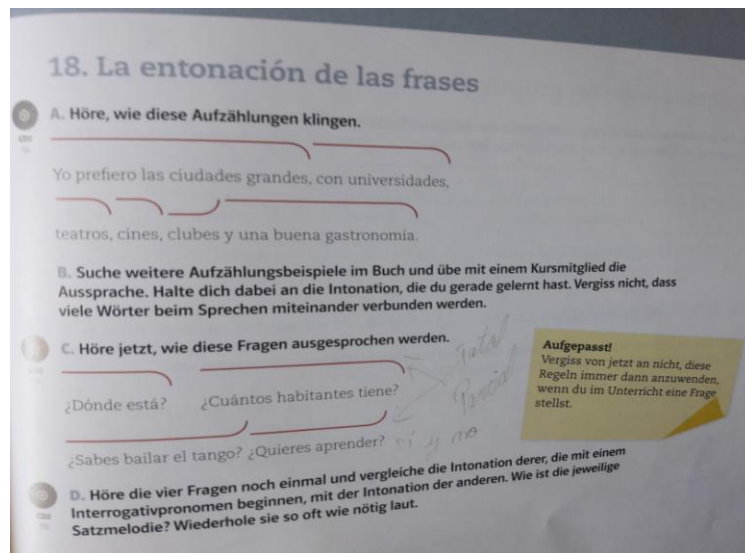 18. La entonación de las frases
A. Höre, wie diese Aufzählungen klingen.
Yo prefiero las ciudades grandes, con universidades,
teatros, cines, clubes y una buena gastronomía.
B. Suche weitere Aufzählungsbeispiele im Buch und übe mit einem Kursmitglied die
Aussprache. Halte dich dabei an die Intonation, die du gerade gelernt hast. Vergiss nicht, dass
viele Wörter beim Sprechen miteinander verbunden werden.
C. Höre jetzt, wie diese Fragen ausgesprochen werden.
Total
Parcial
¿Dónde está? ¿Cuántos habitantes tiene?
¿Sabes bailar el tango? ¿Quieres aprender? sí y no
Aufgepasst!
Vergiss von jetzt an nicht, diese
Regeln immer dann anzuwenden,
wenn du im Unterricht eine Frage
stellst.
D. Höre die vier Fragen noch einmal und vergleiche die Intonation derer, die mit einem
Interrogativpronomen beginnen, mit der Intonation der anderen. Wie ist die jeweilige
Satzmelodie? Wiederhole sie so oft wie nötig laut.